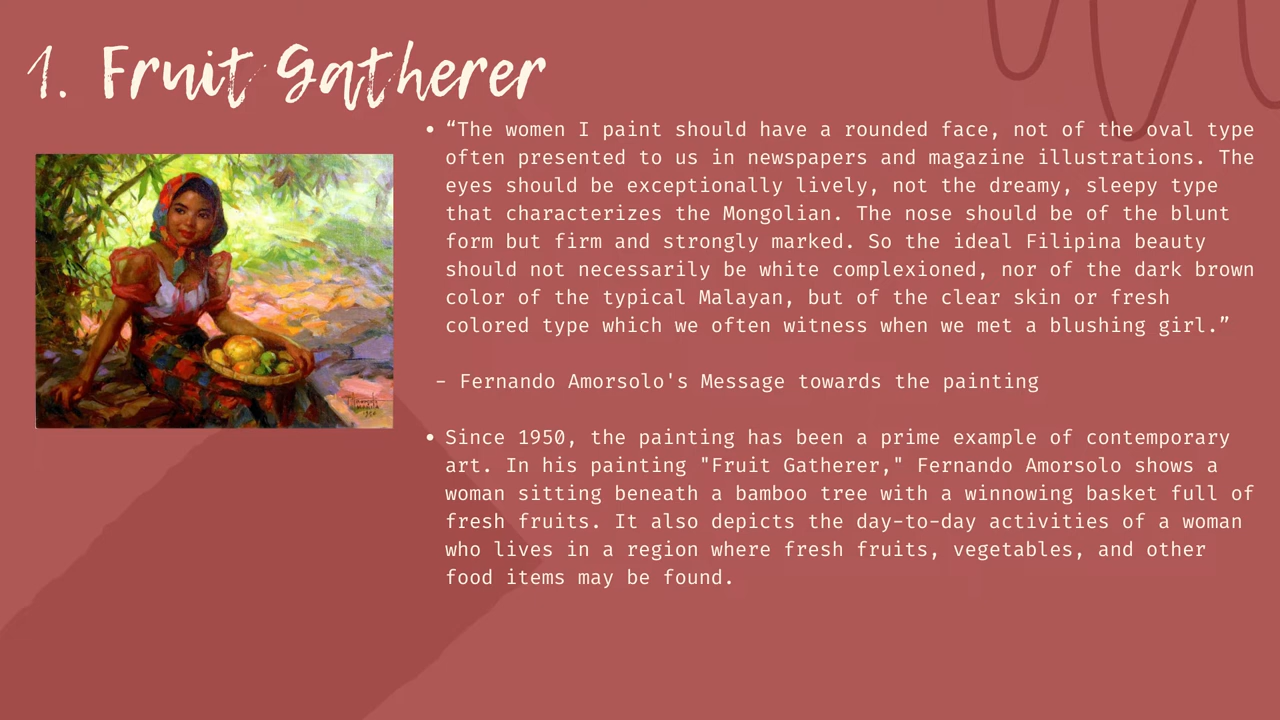 1. Fruit Gatherer
• “The women I paint should have a rounded face, not of the oval type
often presented to us in newspapers and magazine illustrations. The
eyes should be exceptionally lively, not the dreamy, sleepy type
that characterizes the Mongolian. The nose should be of the blunt
form but firm and strongly marked. So the ideal Filipina beauty
should not necessarily be white complexioned, nor of the dark brown
color of the typical Malayan, but of the clear skin or fresh
colored type which we often witness when we met a blushing girl.”
- Fernando Amorsolo's Message towards the painting
• Since 1950, the painting has been a prime example of contemporary
art. In his painting "Fruit Gatherer," Fernando Amorsolo shows a
woman sitting beneath a bamboo tree with a winnowing basket full of
fresh fruits. It also depicts the day-to-day activities of a woman
who lives in a region where fresh fruits, vegetables, and other
food items may be found.